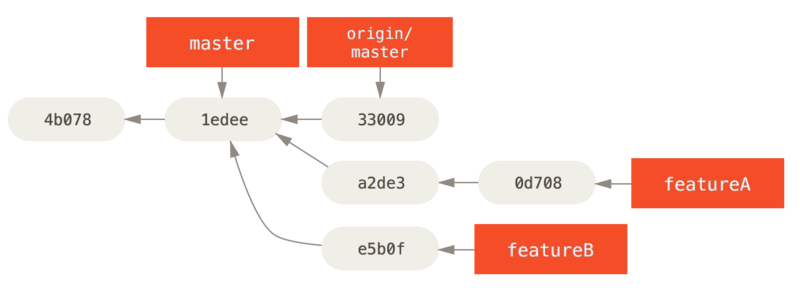 master
origin/
master
4b078
1edee
33009
a2de3
0d708
featureA
e5b0f
featureB